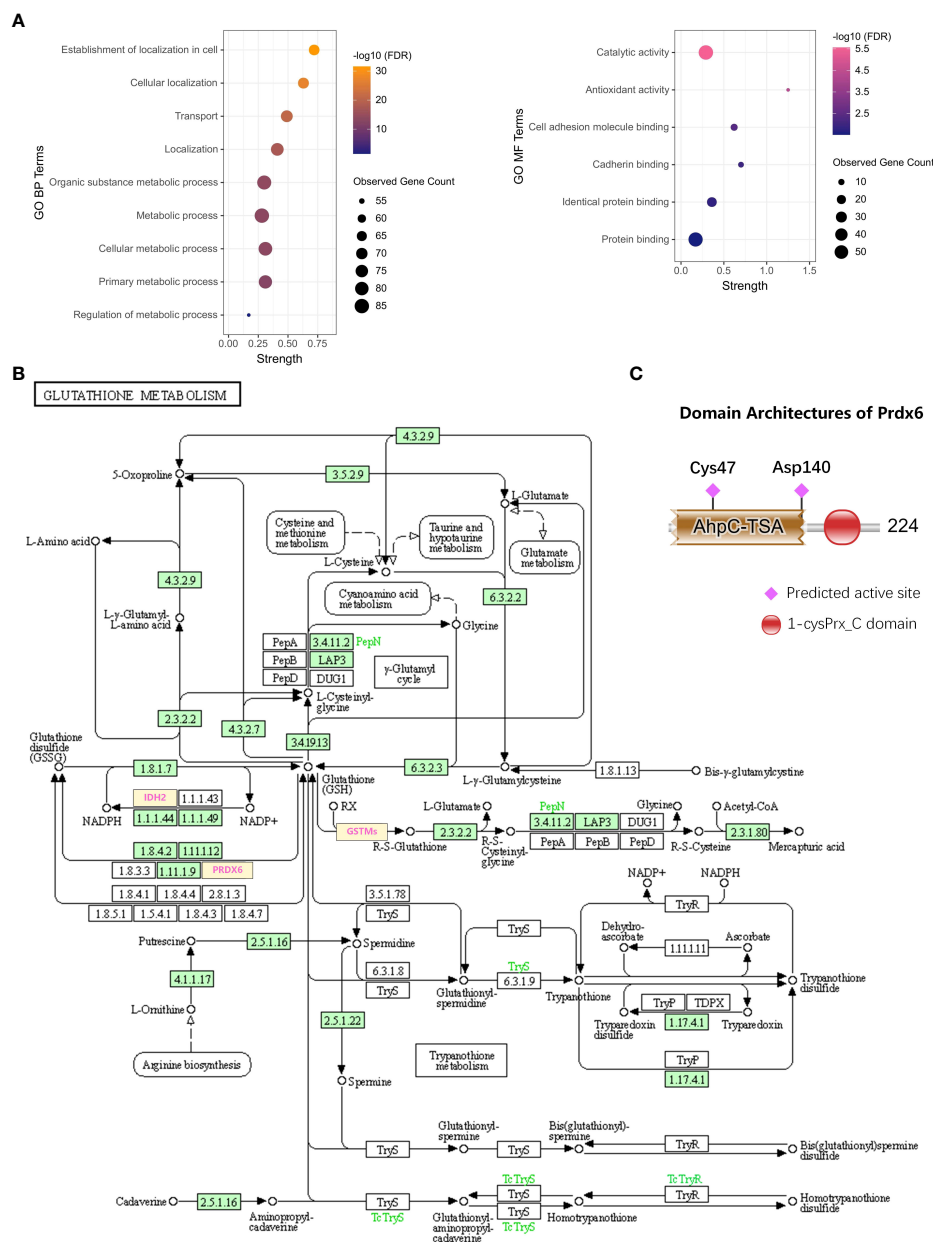 A
Establishment of localization in cell
Cellular localization
Transport
Localization
Organic substance metabolic process
Metabolic process
Cellular metabolic process
Primary metabolic process
Regulation of metabolic process
GO BP Terms
0.00 0.25 0.50 0.75
Strength
-log10 (FDR)
30
20
10
Observed Gene Count
55
60
65
70
75
80
85
Catalytic activity
Antioxidant activity
Cell adhesion molecule binding
Cadherin binding
Identical protein binding
Protein binding
GO MF Terms
0.0 0.5 1.0 1.5
Strength
-log10 (FDR)
5.5
4.5
3.5
2.5
Observed Gene Count
10
20
30
40
50
B
GLUTATHIONE METABOLISM
4.3.2.9
5-Oxoproline
3.5.2.9
L-Glutamate
Cysteine and
methionine
metabolism
Taurine and
hypotaurine
metabolism
Glutamate
metabolism
L-Amino acid
L-Cysteine
4.3.2.9
Cyanoamino acid
metabolism
6.3.2.2
L-γ-Glutamyl-
L-amino acid
Glycine
PepA 3.4.11.2 PepN
PepB LAP3
PepD DUG1
γ-Glutamyl
cycle
L-Cysteinyl-
glycine
2.3.2.2
4.3.2.7
3.4.19.13
Glutathione
disulfide
(GSSG)
1.8.1.7
Glutathione
(GSH)
6.3.2.3
L-γ-Glutamylcysteine
1.8.1.13
Bis-γ-glutamylcystine
IDH2 1.1.1.43
NADPH
1.1.1.44 1.1.1.49
NADP+
RX
GSTMs
R-S-Glutathione
L-Glutamate
2.3.2.2
R-S-
Cysteinyl-
glycine
PepN
3.4.11.2 LAP3 DUG1
PepA PepB PepD
Glycine
R-S-Cysteine
Acetyl-CoA
2.3.1.80
Mercapturic acid
1.8.4.2 1.11.1.12
1.8.3.3 1.11.1.9 PRDX6
1.8.4.1 1.8.4.4 2.8.1.3
1.8.5.1 1.5.4.1 1.8.4.3 1.8.4.7
3.5.1.78
TryS
NADP+
NADPH
TryR
Putrescine
2.5.1.16
Spermidine
TryS
Dehydro-
ascorbate
1.11.1.11
Ascorbate
6.3.1.8
TryS
4.1.1.17
Glutathionyl-
spermidine
TryS
6.3.1.9
Trypanothione
Trypanothione
disulfide
L-Ornithine
2.5.1.22
TryP TDPX
1.17.4.1
Tryparedoxin
disulfide
Tryparedoxin
Arginine biosynthesis
Trypanothione
metabolism
TryP
1.17.4.1
Spermine
TryS
Glutathionyl-
spermine
TryS
Bis(glutathionyl)-
spermine
TryR
Bis(glutathionyl)spermine
disulfide
Cadaverine
2.5.1.16
Aminopropyl-
cadaverine
TryS
TcTryS
Glutathionyl-
aminopropyl-
cadaverine
TcTryS
TryS
TryS
TcTryS
Homotrypanothione
TcTryR
TryR
Homotrypanothione
disulfide
C
Domain Architectures of Prdx6
Cys47 Asp140
AhpC-TSA
224
Predicted active site
1-cysPrx_C domain